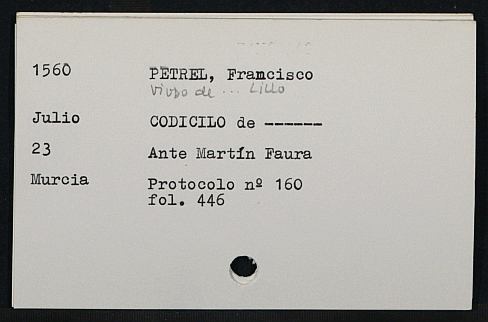 1560 PETREL, Francisco
viudo de ... Lillo
Julio CODICILO de ------
23 Ante Martín Faura
Murcia Protocolo nº 160
fol. 446